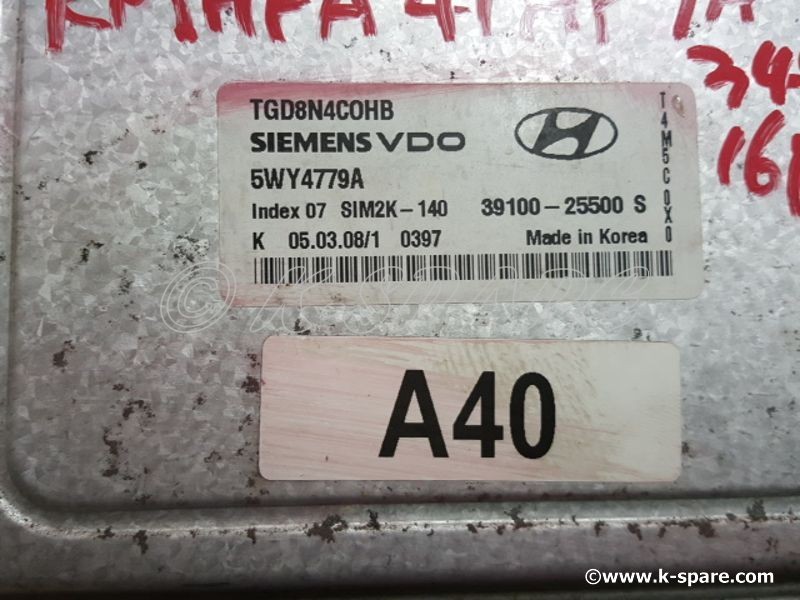 TGD8N4COHB
SIEMENS VDO
5WY4779A
Index 07 SIM2K-140 39100-25500 S
K 05.03.08/1 0397 Made in Korea
T4M5C0X0
A40
©www.k-spare.com